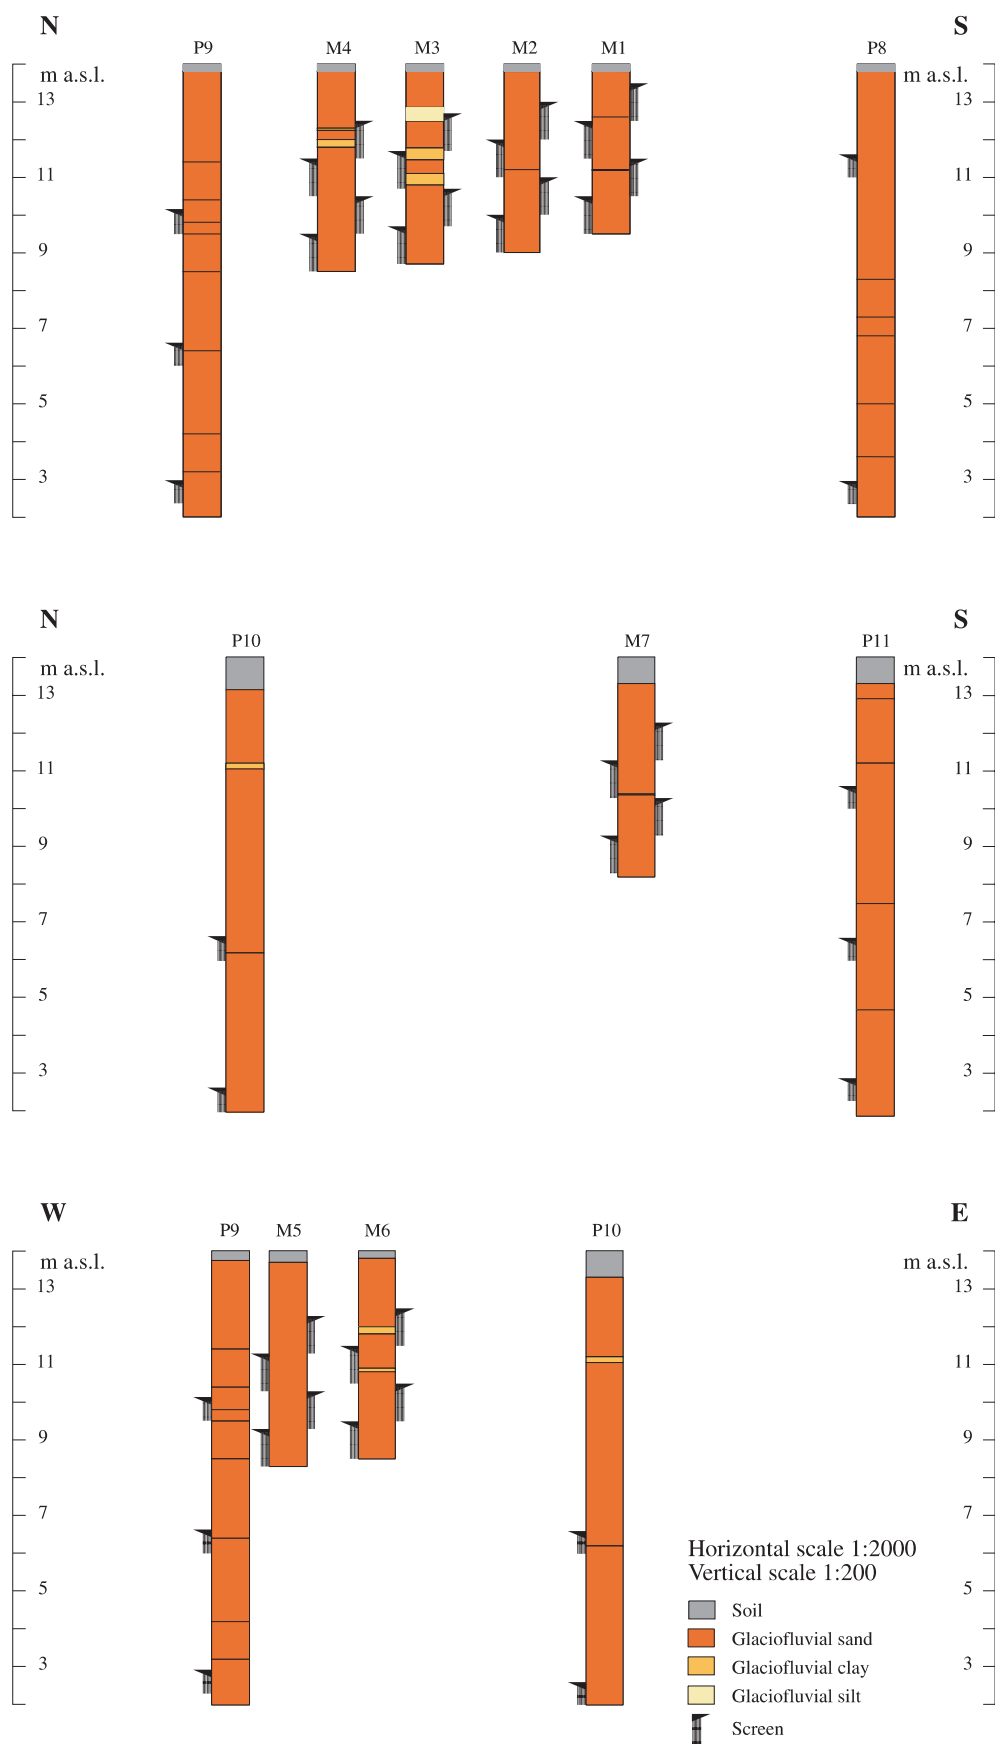 N
S
P9 M4 M3 M2 M1 P8
m a.s.l. m a.s.l.
13 13
11 11
9 9
7 7
5 5
3 3
N
S
P10 M7 P11
m a.s.l. m a.s.l.
13 13
11 11
9 9
7 7
5 5
3 3
W
E
P9 M5 M6 P10
m a.s.l. m a.s.l.
13 13
11 11
9 9
7 7
5 5
3 3
Horizontal scale 1:2000
Vertical scale 1:200
Soil
Glaciofluvial sand
Glaciofluvial clay
Glaciofluvial silt
Screen